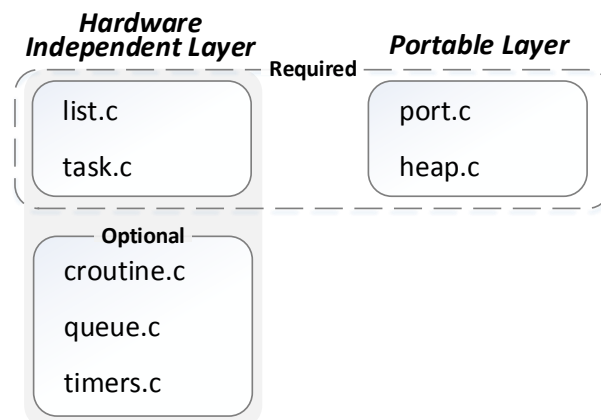 Hardware
Independent Layer
Portable Layer
Required
list.c
task.c
port.c
heap.c
Optional
croutine.c
queue.c
timers.c